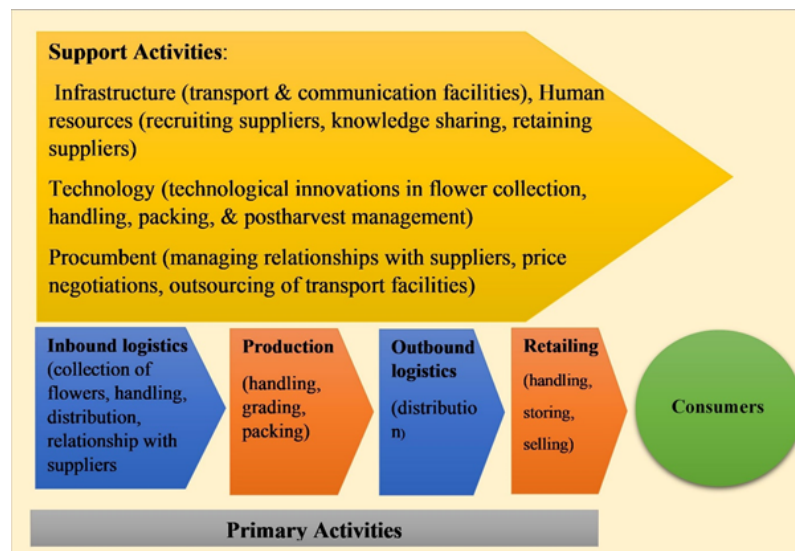 Support Activities:
Infrastructure (transport & communication facilities), Human
resources (recruiting suppliers, knowledge sharing, retaining
suppliers)
Technology (technological innovations in flower collection,
handling, packing, & postharvest management)
Procumbent (managing relationships with suppliers, price
negotiations, outsourcing of transport facilities)
Inbound logistics
(collection of
flowers, handling,
distribution,
relationship with
suppliers
Production
(handling,
grading,
packing)
Outbound
logistics
(distributio
n)
Retailing
(handling,
storing,
selling)
Consumers
Primary Activities